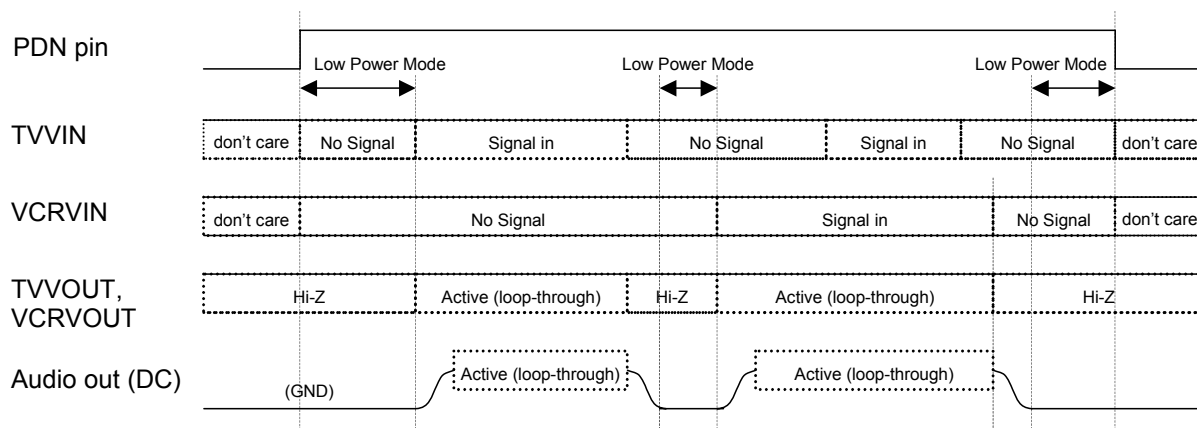 PDN pin
Low Power Mode Low Power Mode Low Power Mode
TVVIN don’t care No Signal Signal in No Signal Signal in No Signal don’t care
VCRVIN don’t care No Signal Signal in No Signal don’t care
TVVOUT,
VCRVOUT
Hi-Z Active (loop-through) Hi-Z Active (loop-through) Hi-Z
Audio out (DC) (GND) Active (loop-through) Active (loop-through)